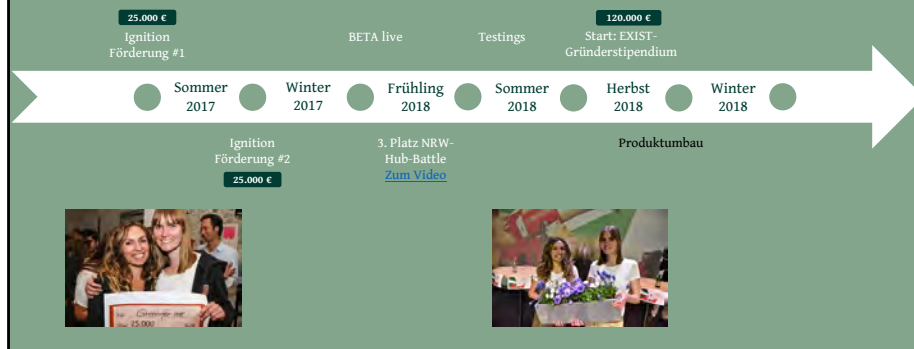 25.000 €
Ignition
Förderung #1
BETA live
Testings
120.000 €
Start: EXIST-
Gründerstipendium
Sommer
2017
Winter
2017
Frühling
2018
Sommer
2018
Herbst
2018
Winter
2018
Ignition
Förderung #2
25.000 €
3. Platz NRW-
Hub-Battle
Zum Video
Produktumbau
25.000